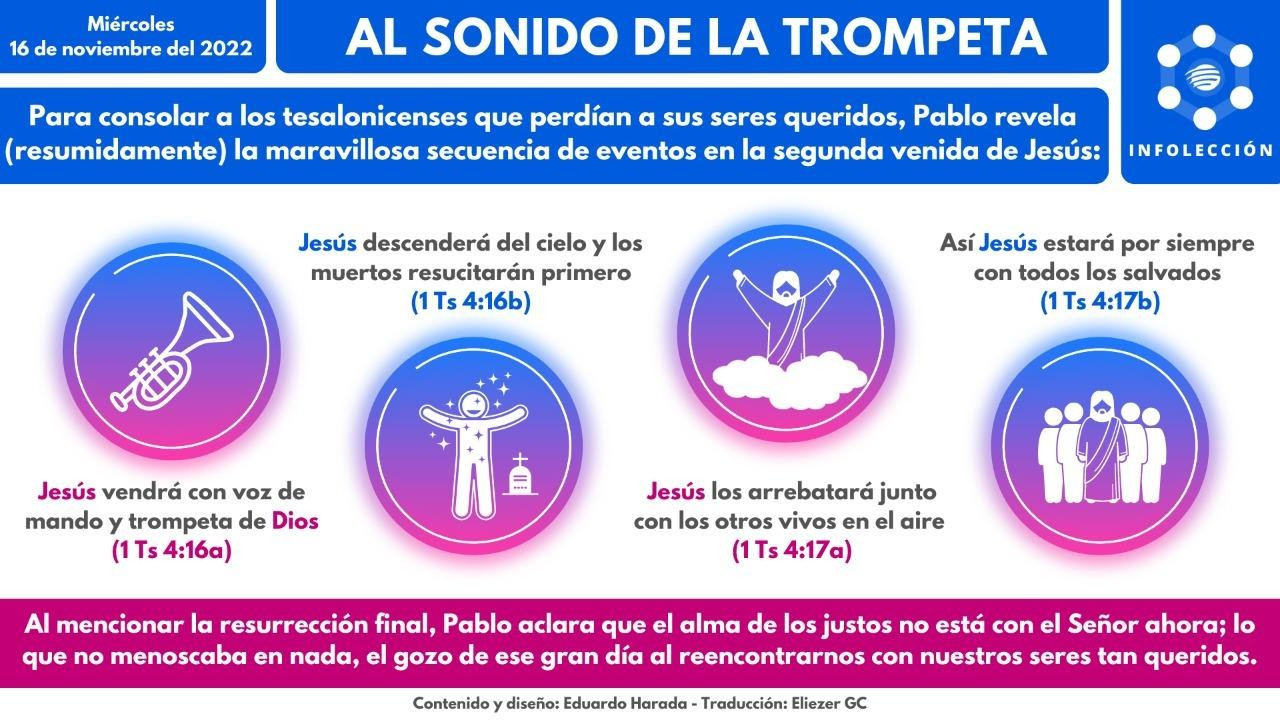 Miércoles
16 de noviembre del 2022
AL SONIDO DE LA TROMPETA
INFOLECCIÓN
Para consolar a los tesalonicenses que perdían a sus seres queridos, Pablo revela
(resumidamente) la maravillosa secuencia de eventos en la segunda venida de Jesús:
Jesús vendrá con voz de
mando y trompeta de Dios
(1 Ts 4:16a)
Jesús descenderá del cielo y los
muertos resucitarán primero
(1 Ts 4:16b)
Jesús los arrebatará junto
con los otros vivos en el aire
(1 Ts 4:17a)
Así Jesús estará por siempre
con todos los salvados
(1 Ts 4:17b)
Al mencionar la resurrección final, Pablo aclara que el alma de los justos no está con el Señor ahora; lo
que no menoscaba en nada, el gozo de ese gran día al reencontrarnos con nuestros seres tan queridos.
Contenido y diseño: Eduardo Harada - Traducción: Eliezer GC